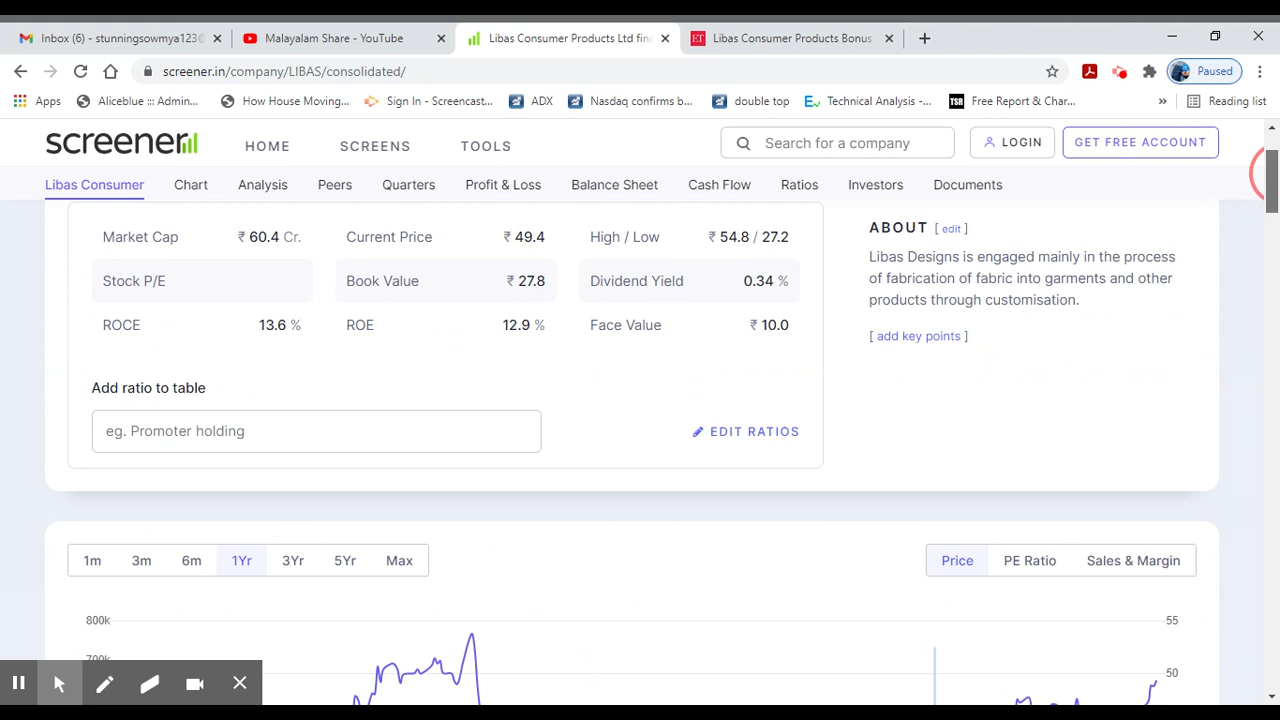 Inbox (6) - stunningsowmya123@
Malayalam Share - YouTube
Libas Consumer Products Ltd fina
Libas Consumer Products Bonus
screener.in/company/LIBAS/consolidated/
Paused
Apps
Aliceblue ::: Admin...
How House Moving...
Sign In - Screencast...
ADX
Nasdaq confirms b...
double top
Technical Analysis -...
TSR
Free Report & Char...
»
Reading list
screener
HOME
SCREENS
TOOLS
Search for a company
LOGIN
GET FREE ACCOUNT
Libas Consumer
Chart
Analysis
Peers
Quarters
Profit & Loss
Balance Sheet
Cash Flow
Ratios
Investors
Documents
Market Cap ₹ 60.4 Cr.
Current Price ₹ 49.4
High / Low ₹ 54.8 / 27.2
Stock P/E
Book Value ₹ 27.8
Dividend Yield 0.34 %
ROCE 13.6 %
ROE 12.9 %
Face Value ₹ 10.0
Add ratio to table
eg. Promoter holding
EDIT RATIOS
ABOUT [ edit ]
Libas Designs is engaged mainly in the process
of fabrication of fabric into garments and other
products through customisation.
[ add key points ]
1m 3m 6m 1Yr 3Yr 5Yr Max
Price PE Ratio Sales & Margin
800k
55
700k
50